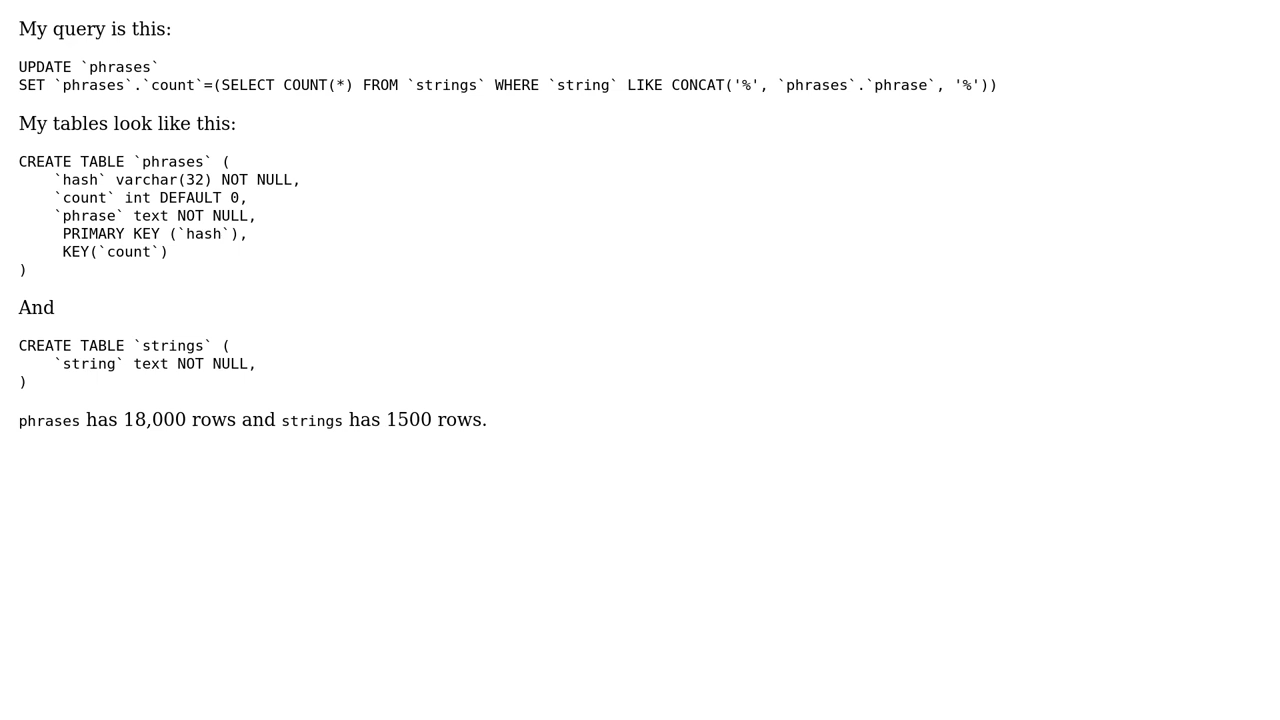 My query is this:
UPDATE `phrases`
SET `phrases`.`count`=(SELECT COUNT(*) FROM `strings` WHERE `string` LIKE CONCAT('%', `phrases`.`phrase`, '%'))
My tables look like this:
CREATE TABLE `phrases` (
    `hash` varchar(32) NOT NULL,
    `count` int DEFAULT 0,
    `phrase` text NOT NULL,
     PRIMARY KEY (`hash`),
     KEY(`count`)
)
And
CREATE TABLE `strings` (
    `string` text NOT NULL,
)
phrases has 18,000 rows and strings has 1500 rows.